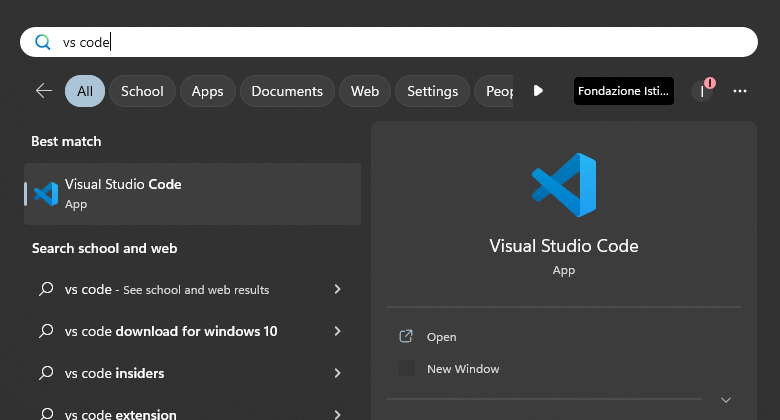 vs code
All School Apps Documents Web Settings Peop Fondazione Isti... I
Best match
Visual Studio Code
App
Search school and web
vs code - See school and web results
vs code download for windows 10
vs code insiders
vs code extension
Visual Studio Code
App
Open
New Window